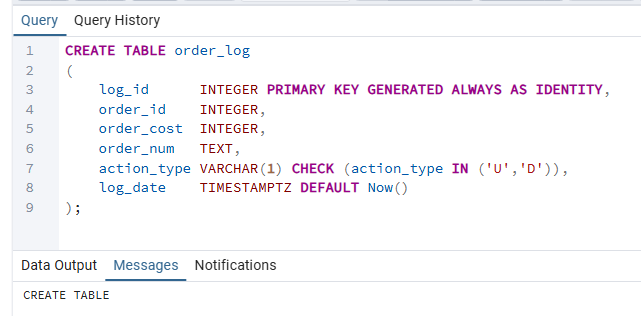 Query Query History
1 CREATE TABLE order_log
2 (
3 log_id INTEGER PRIMARY KEY GENERATED ALWAYS AS IDENTITY,
4 order_id INTEGER,
5 order_cost INTEGER,
6 order_num TEXT,
7 action_type VARCHAR(1) CHECK (action_type IN ('U','D')),
8 log_date TIMESTAMPTZ DEFAULT Now()
9 );
Data Output Messages Notifications
CREATE TABLE